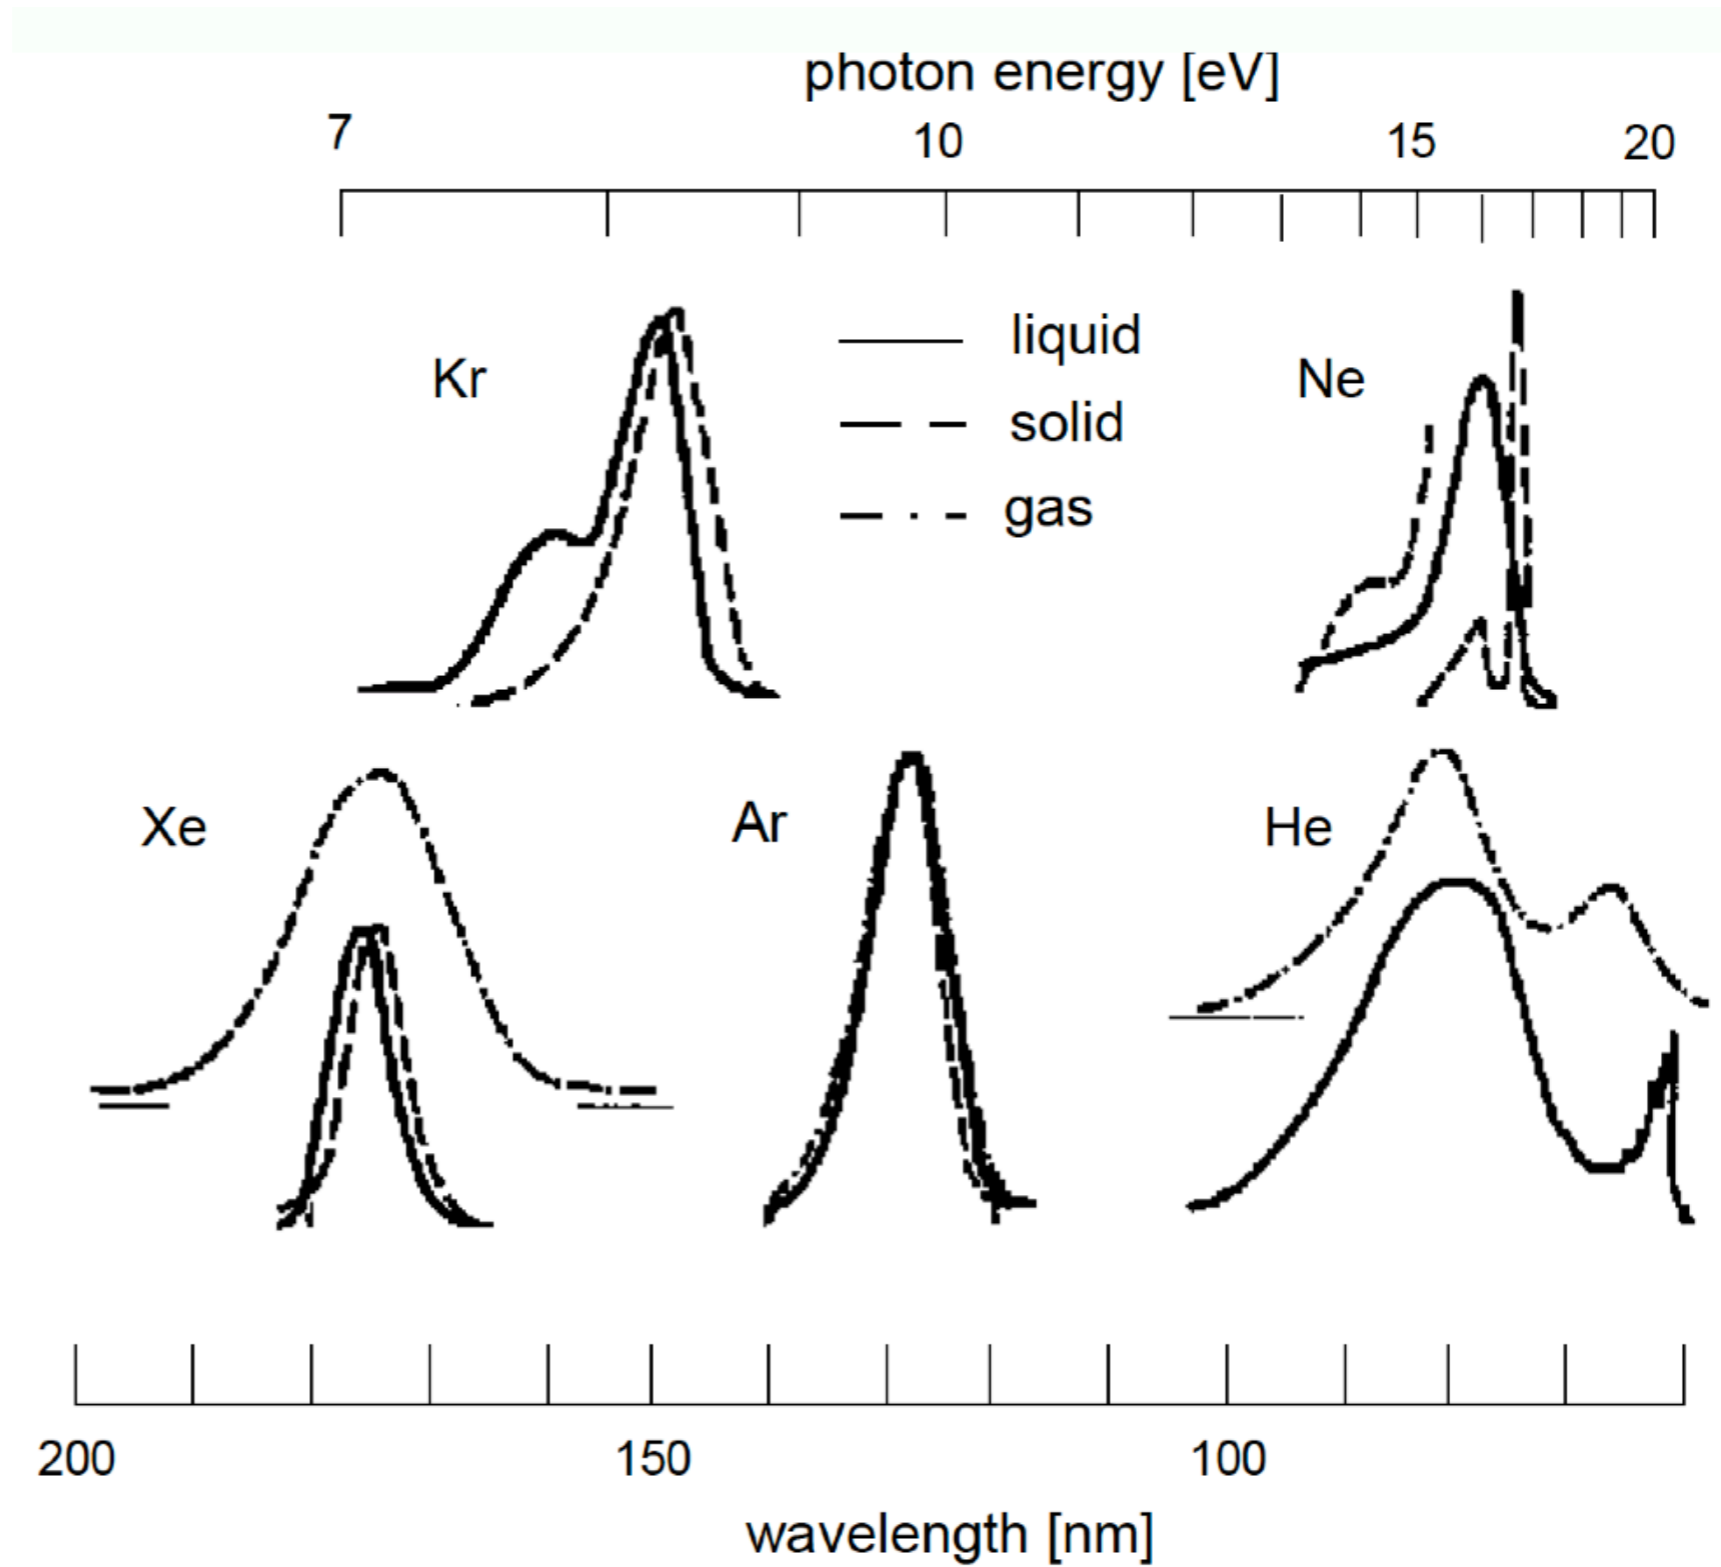 photon energy [eV]
7 10 15 20
liquid
Kr Ne
solid
gas
Xe Ar He
200 150 100
wavelength [nm]